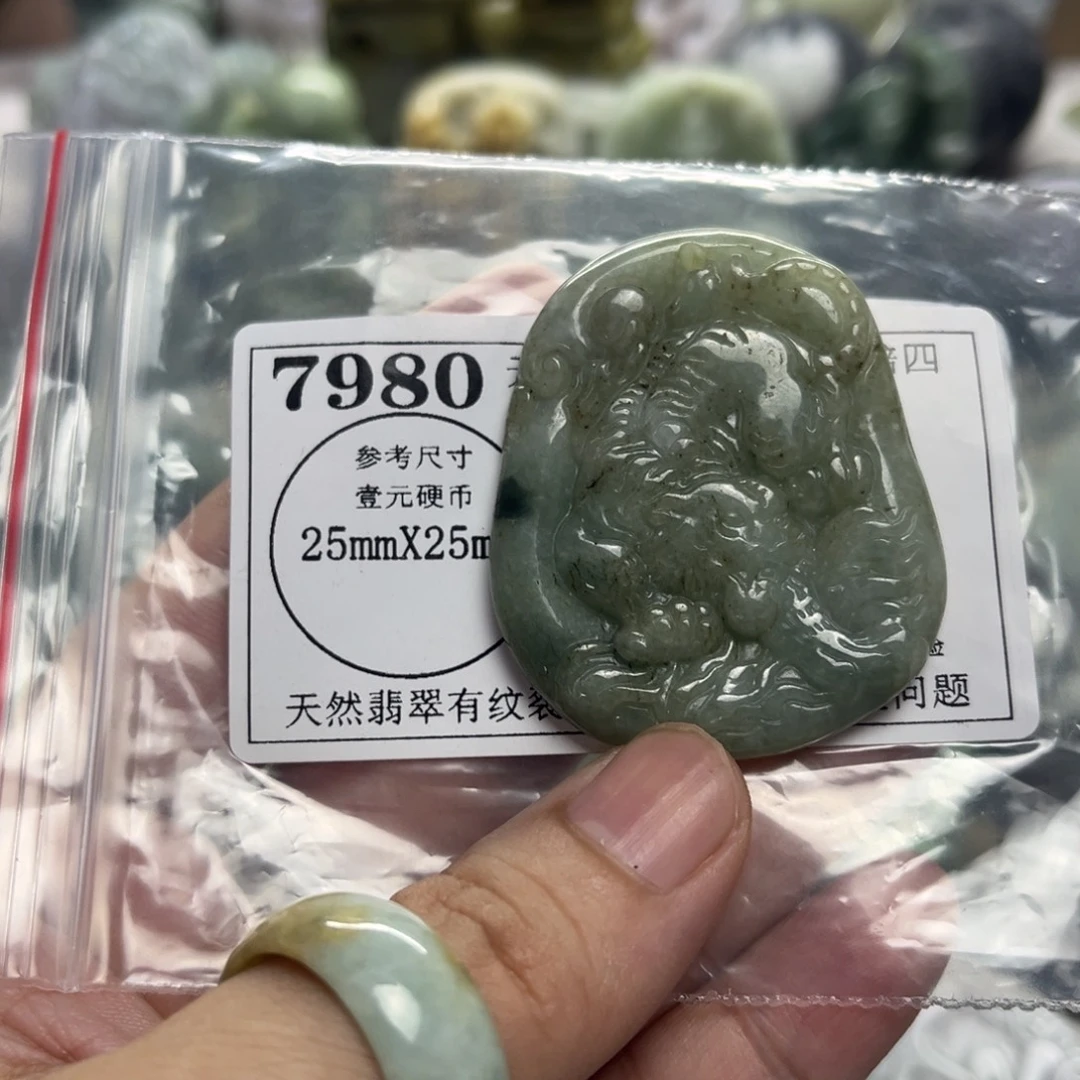 7980
四
参考尺寸
壹元硬币
25mmX25m
天然翡翠有纹裂 问题